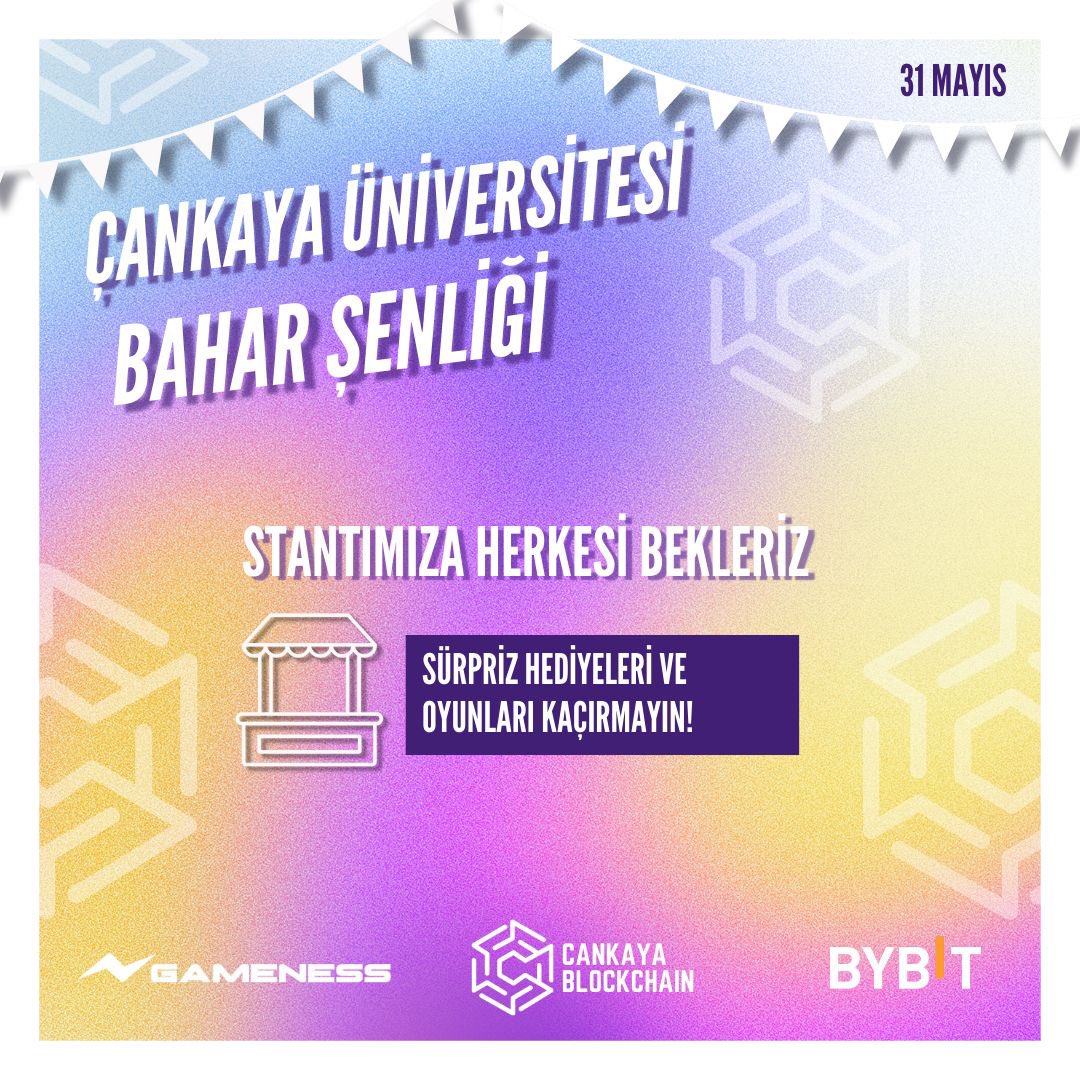 31 MAYIS
ÇANKAYA ÜNİVERSİTESİ
BAHAR ŞENLİĞİ
STANTIMIZA HERKESİ BEKLERİZ
SÜRPRİZ HEDİYELERİ VE
OYUNLARI KAÇIRMAYIN!
GAMENESS
CANKAYA
BLOCKCHAIN
BYBIT